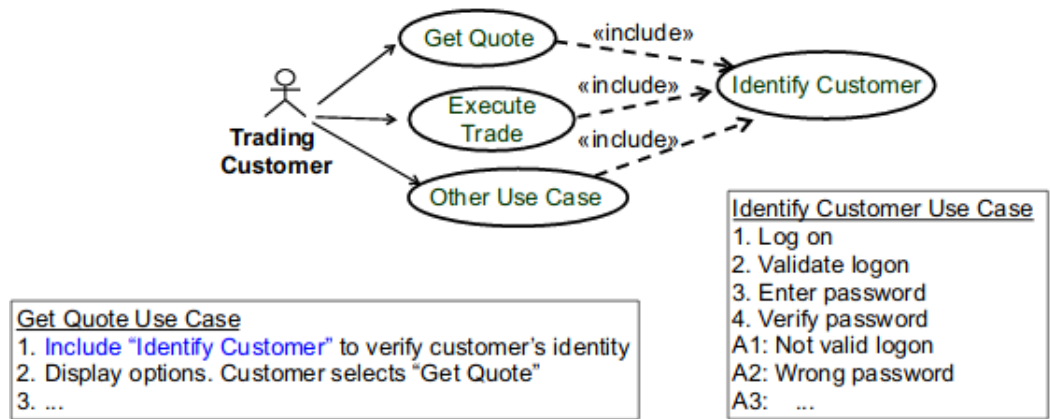 Get Quote
«include»
Identify Customer
«include»
Execute
Trade
«include»
Trading
Customer
Other Use Case
Identify Customer Use Case
1. Log on
2. Validate logon
3. Enter password
4. Verify password
A1: Not valid logon
A2: Wrong password
A3: ...
Get Quote Use Case
1. Include “Identify Customer” to verify customer’s identity
2. Display options. Customer selects “Get Quote”
3. ...